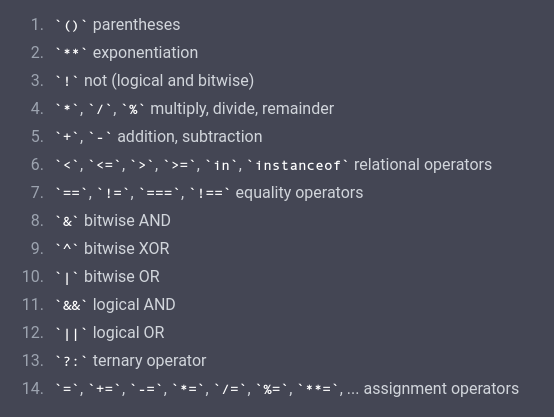 1. `()` parentheses
2. `**` exponentiation
3. `!` not (logical and bitwise)
4. `*`, `/`, `%` multiply, divide, remainder
5. `+`, `-` addition, subtraction
6. `<`, `<=`, `>`, `>=`, `in`, `instanceof` relational operators
7. `==`, `!=`, `===`, `!==` equality operators
8. `&` bitwise AND
9. `^` bitwise XOR
10. `|` bitwise OR
11. `&&` logical AND
12. `||` logical OR
13. `?:` ternary operator
14. `=`, `+=`, `-=`, `*=`, `/=`, `%=`, `**=`, ... assignment operators